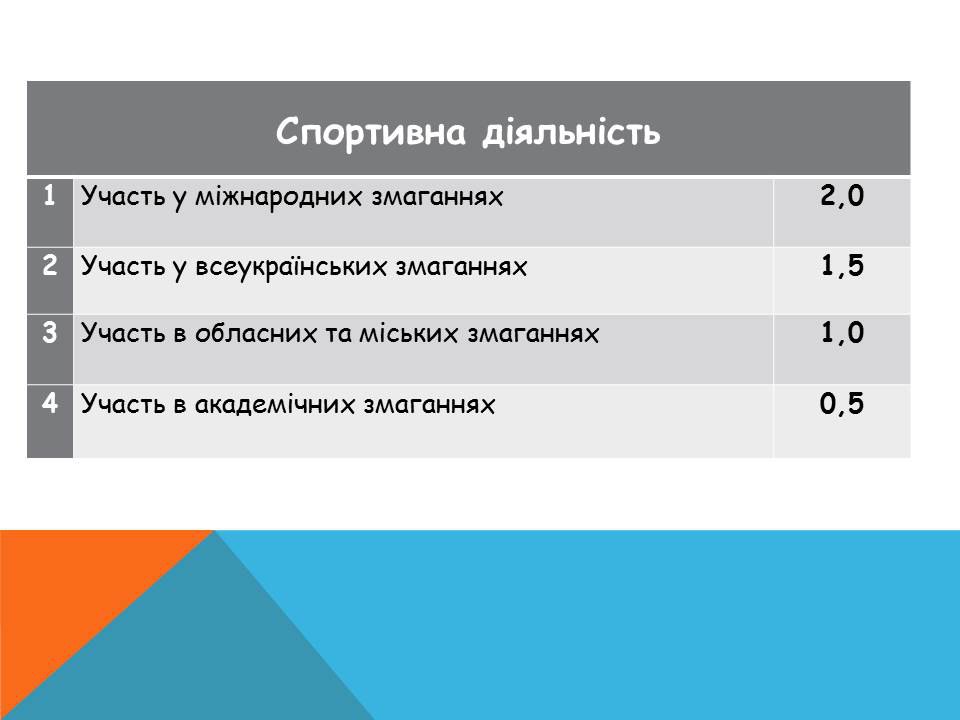 Спортивна діяльність
1 Участь у міжнародних змаганнях 2,0
2 Участь у всеукраїнських змаганнях 1,5
3 Участь в обласних та міських змаганнях 1,0
4 Участь в академічних змаганнях 0,5